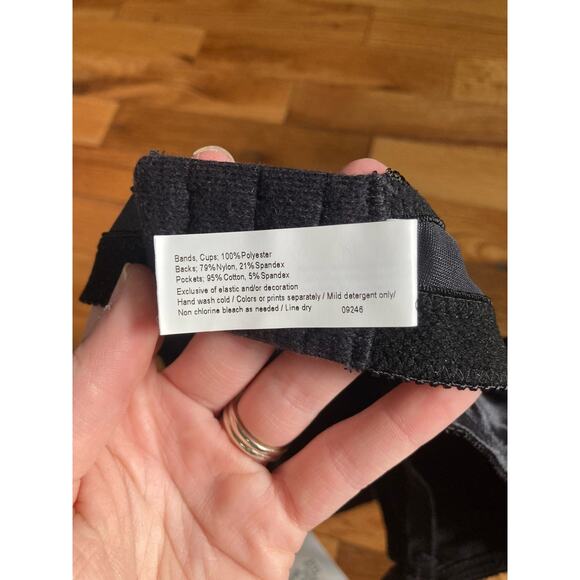 Bands, Cups; 100%Polyester
Backs; 79%Nylon, 21%Spandex
Pockets; 95%Cotton, 5%Spandex
Exclusive of elastic and/or decoration
Hand wash cold / Colors or prints separately / Mild detergent only/
Non chlorine bleach as needed / Line dry 09246